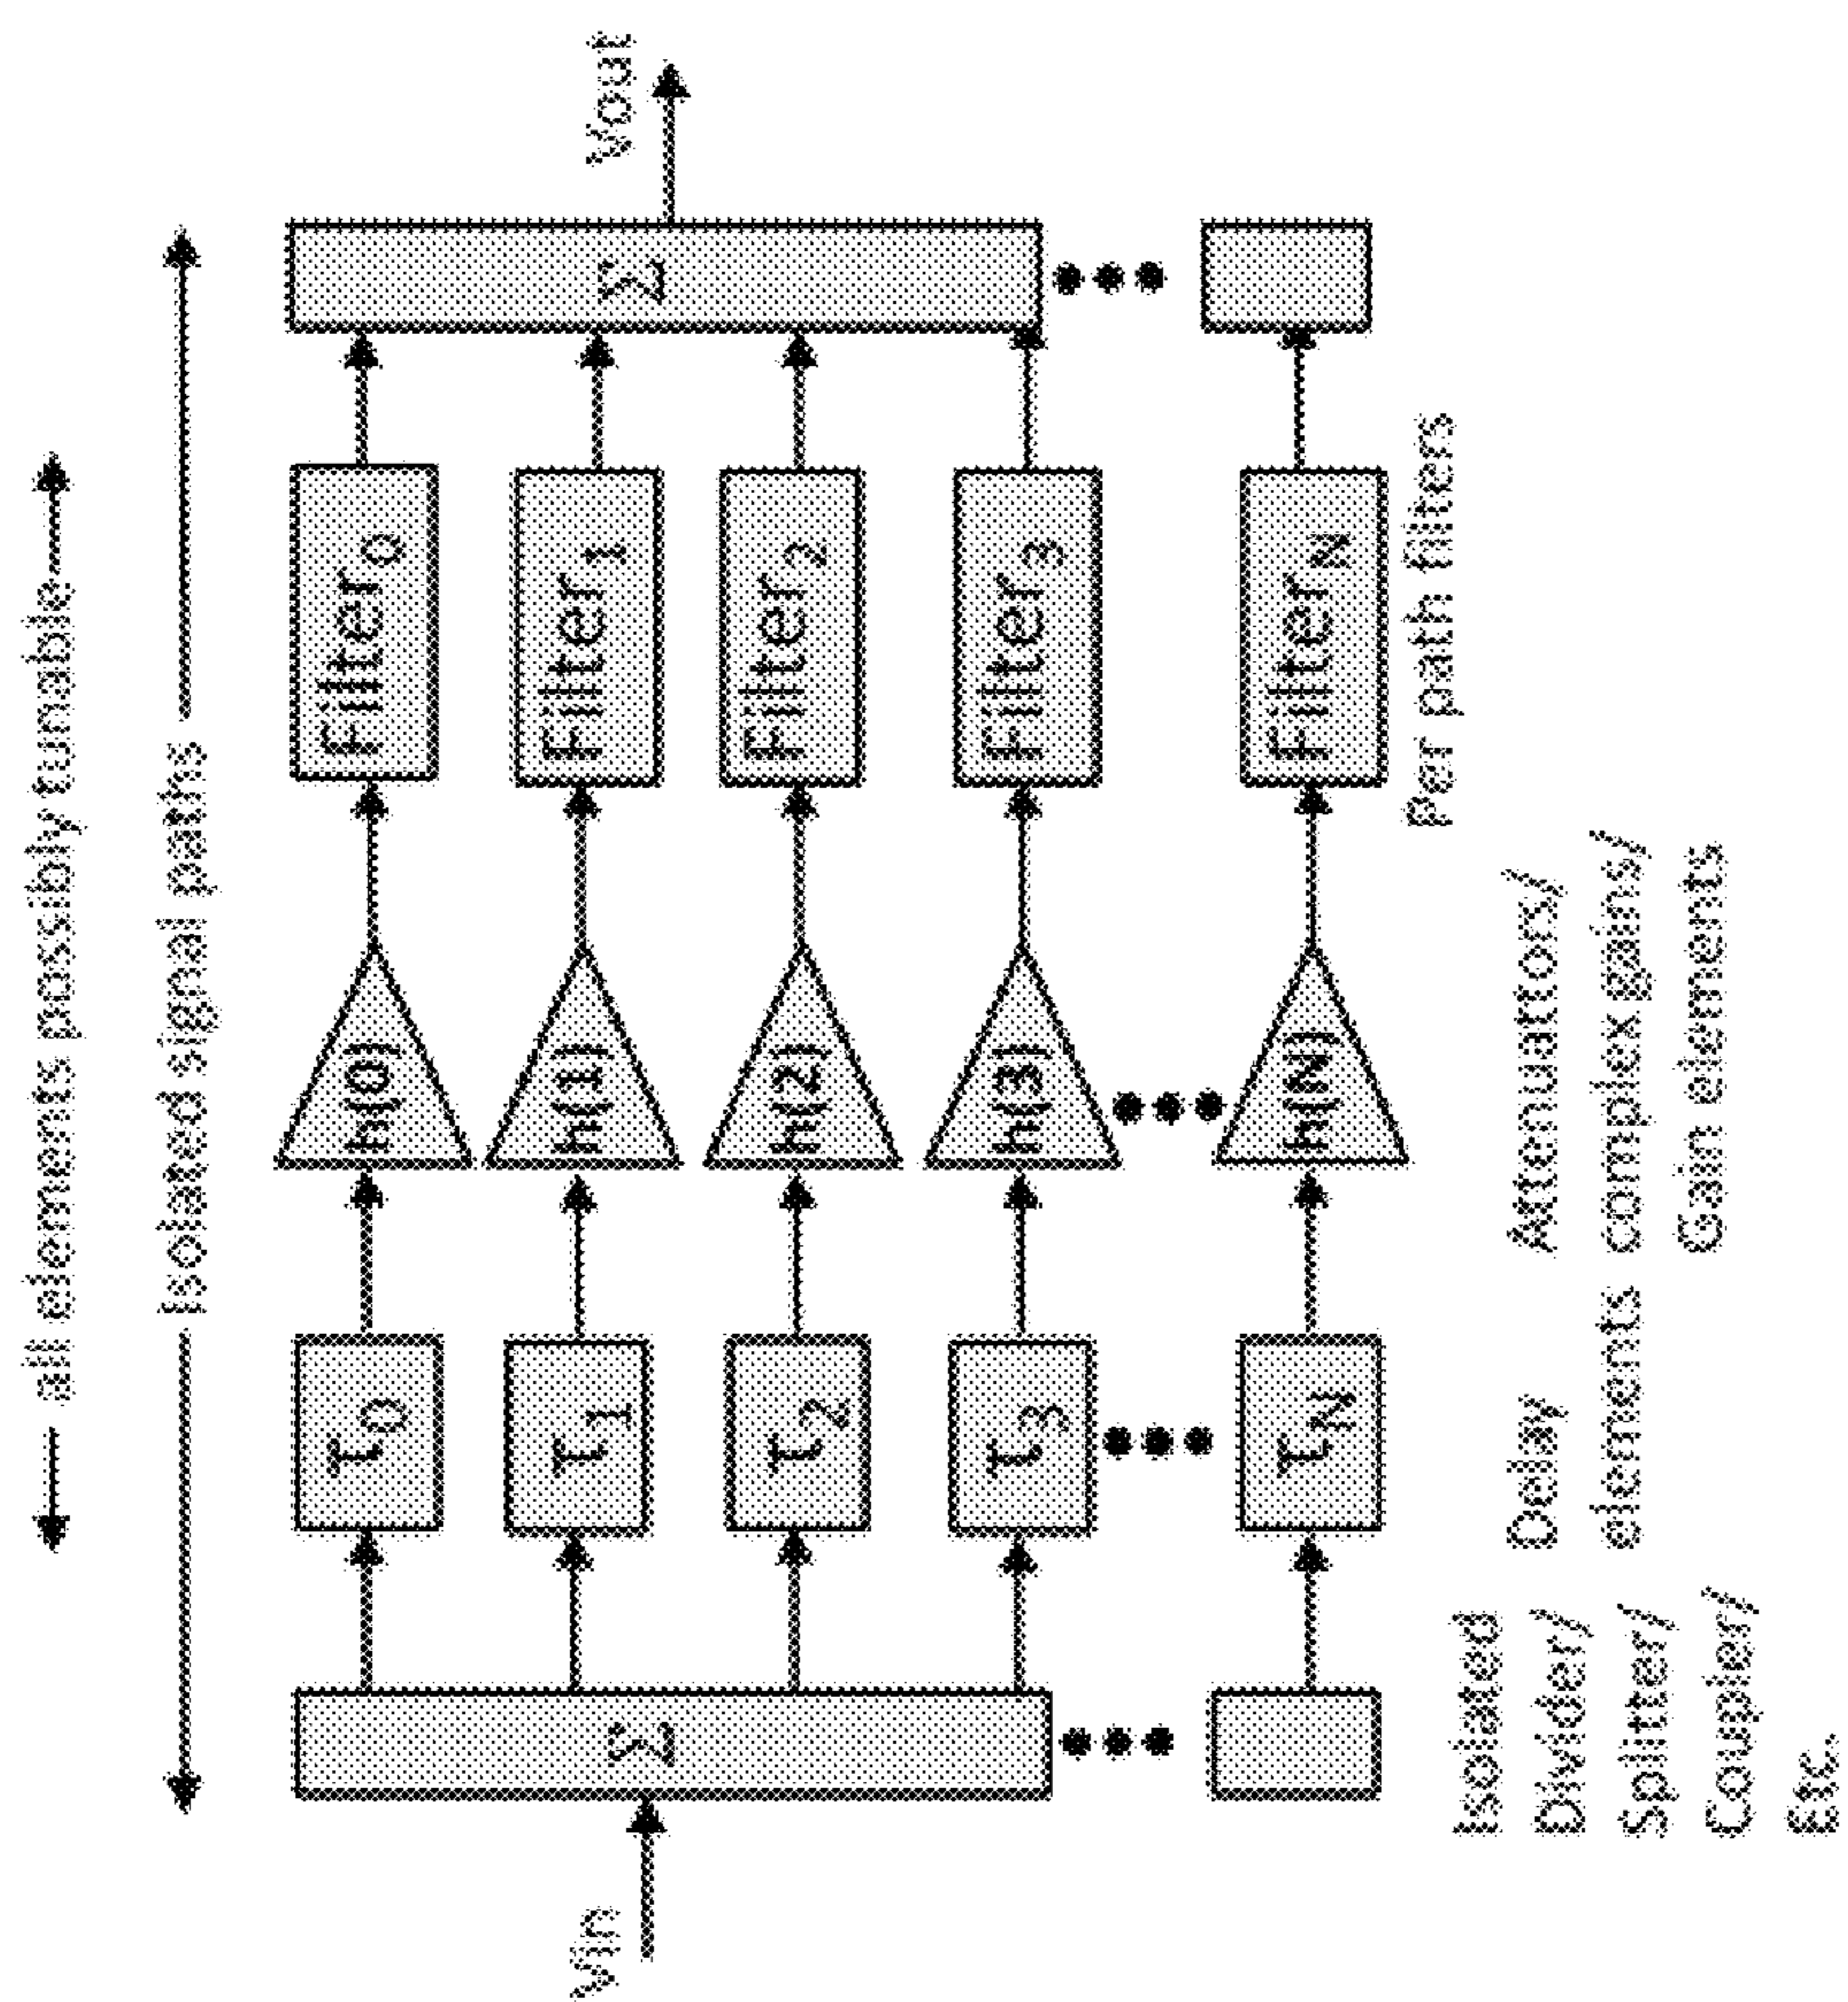 all elements possibly tunable
Isolated signal paths
Vin
Σ
τ0
h(0)
Filter0
τ1
h(1)
Filter1
τ2
h(2)
Filter2
τ3
h(3)
Filter3
τN
h(N)
FilterN
Σ
Vout
Isolated
Divider/
Splitter/
Coupler/
Etc.
Delay
elements
Attenuattors/
complex gains/
Gain elements
Per path filters